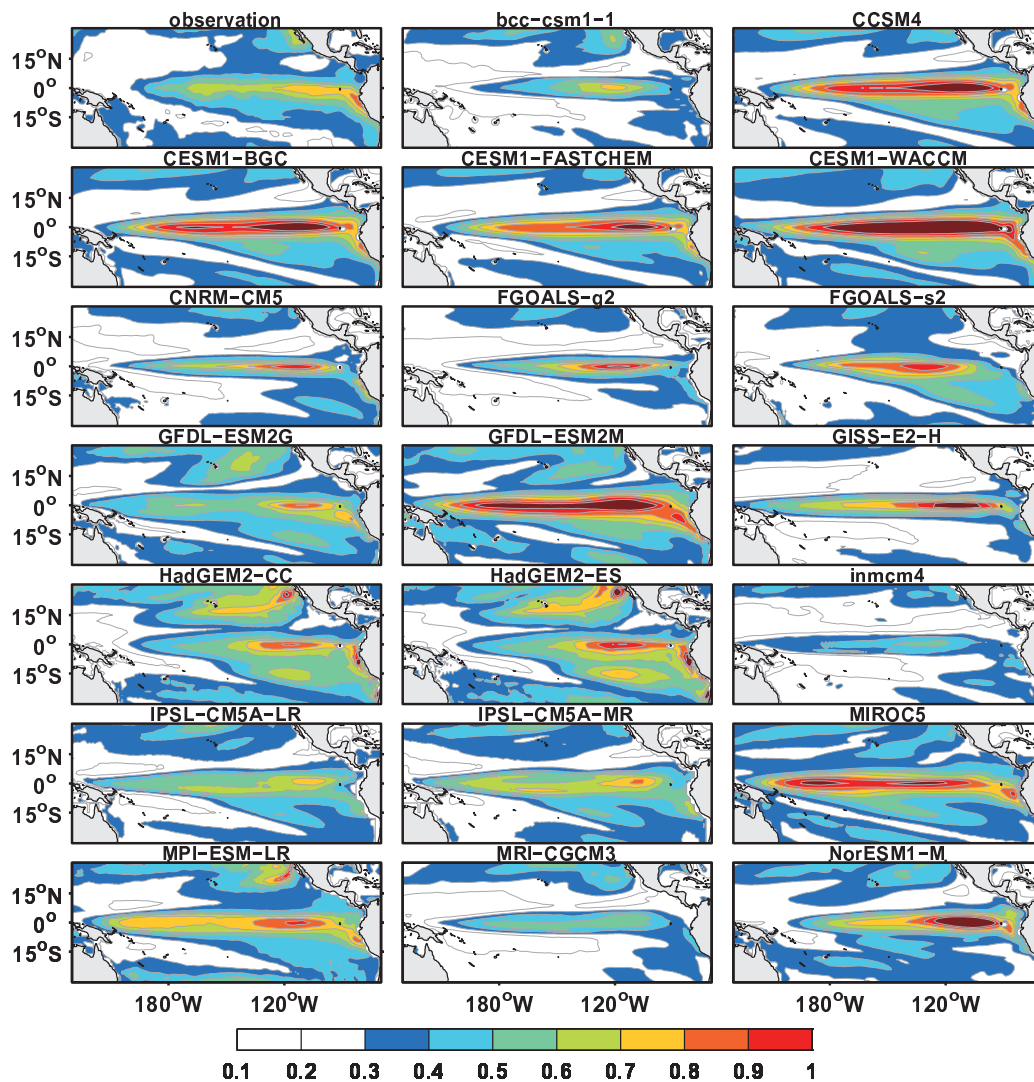 observation bcc−csm1−1 CCSM4
15°N
0°
15°S
CESM1−BGC CESM1−FASTCHEM CESM1−WACCM
15°N
0°
15°S
CNRM−CM5 FGOALS−g2 FGOALS−s2
15°N
0°
15°S
GFDL−ESM2G GFDL−ESM2M GISS−E2−H
15°N
0°
15°S
HadGEM2−CC HadGEM2−ES inmcm4
15°N
0°
15°S
IPSL−CM5A−LR IPSL−CM5A−MR MIROC5
15°N
0°
15°S
MPI−ESM−LR MRI−CGCM3 NorESM1−M
15°N
0°
15°S
180°W 120°W 180°W 120°W 180°W 120°W
0.1 0.2 0.3 0.4 0.5 0.6 0.7 0.8 0.9 1